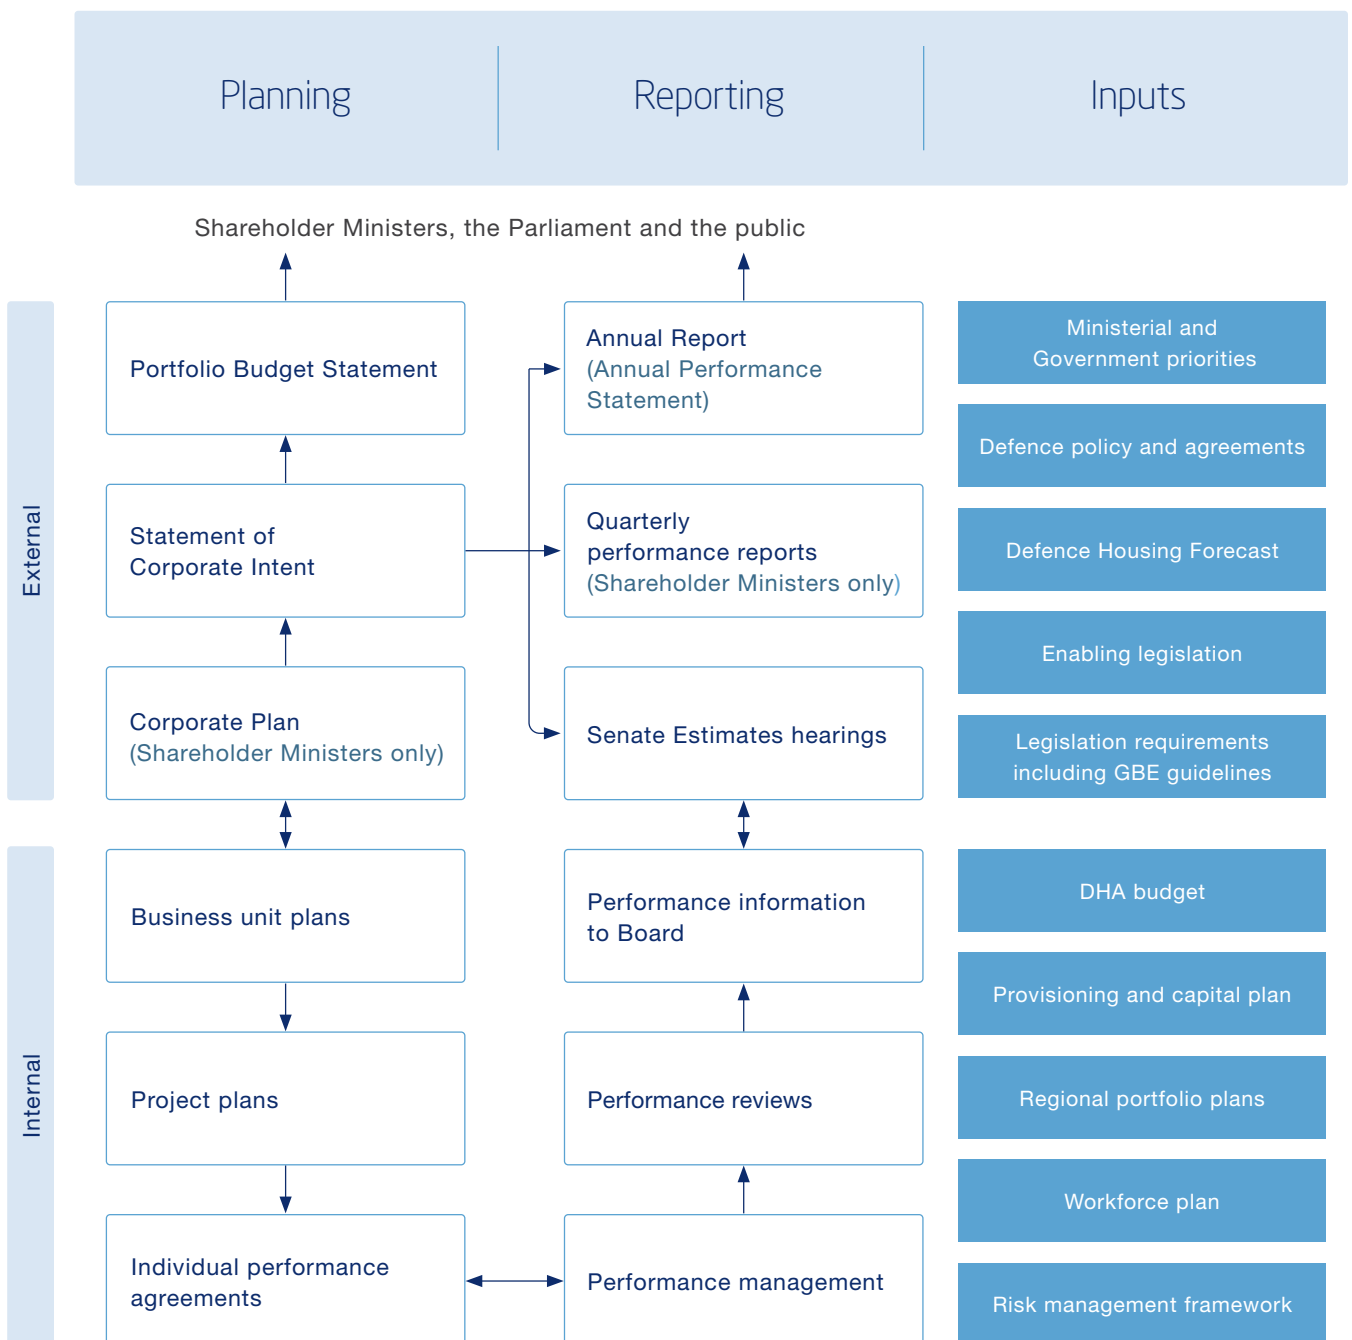 Planning
Reporting
Inputs
Shareholder Ministers, the Parliament and the public
External
Portfolio Budget Statement
Annual Report
(Annual Performance
Statement)
Ministerial and
Government priorities
Defence policy and agreements
Statement of
Corporate Intent
Quarterly
performance reports
(Shareholder Ministers only)
Defence Housing Forecast
Enabling legislation
Corporate Plan
(Shareholder Ministers only)
Senate Estimates hearings
Legislation requirements
including GBE guidelines
Internal
Business unit plans
Performance information
to Board
DHA budget
Provisioning and capital plan
Project plans
Performance reviews
Regional portfolio plans
Workforce plan
Individual performance
agreements
Performance management
Risk management framework